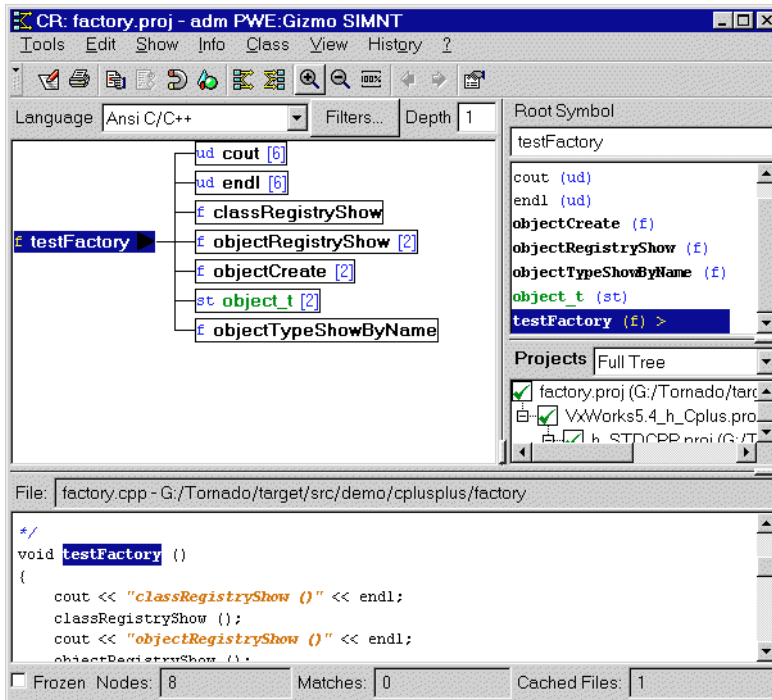 CR: factory.proj - adm PWE:Gizmo SIMNT
Tools Edit Show Info Class View History ?
100%
Language Ansi C/C++ Filters... Depth 1
ud cout [6]
ud endl [6]
f classRegistryShow
f testFactory
f objectRegistryShow [2]
f objectCreate [2]
st object_t [2]
f objectTypeShowByName
Root Symbol
testFactory
cout (ud)
endl (ud)
objectCreate (f)
objectRegistryShow (f)
objectTypeShowByName (f)
object_t (st)
testFactory (f) >
Projects Full Tree
factory.proj (G:/Tornado/targ
VxWorks5.4_h_Cplus.pro
h_STDCPP.proj (G:/T
File: factory.cpp - G:/Tornado/target/src/demo/cplusplus/factory
*/
void testFactory ()
{
cout << "classRegistryShow ()" << endl;
classRegistryShow ();
cout << "objectRegistryShow ()" << endl;
objectRegistryShow ();
Frozen Nodes: 8 Matches: 0 Cached Files: 1